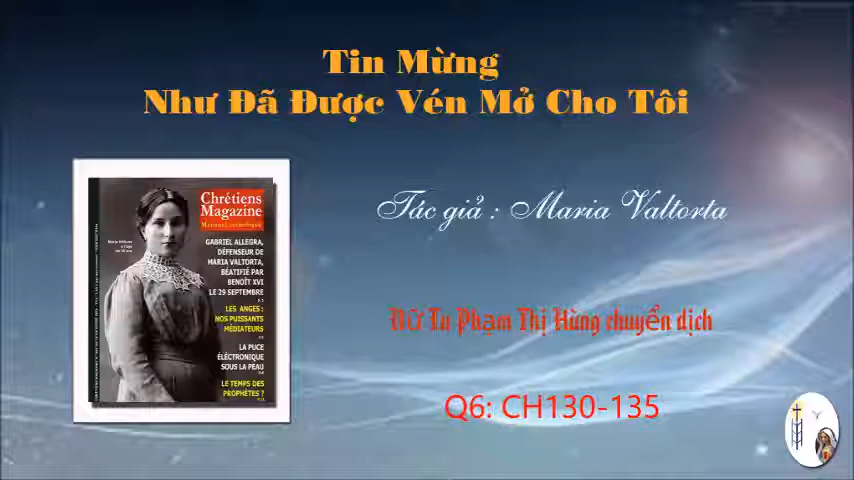 Tin Mừng
Như Đã Được Vén Mở Cho Tôi
Tác giả : Maria Valtorta
Chrétiens
Magazine
GABRIEL ALLEGRA,
DÉFENSEUR DE
MARIA VALTORTA,
BÉATIFIÉ PAR
BENOÎT XVI
LE 29 SEPTEMBRE
LES ANGES :
NOS PUISSANTS
MÉDIATEURS
LA PUCE
ÉLÉCTRONIQUE
SOUS LA PEAU
LE TEMPS DES
PROPHÈTES ?
Nữ Tu Phạm Thị Hùng chuyển dịch
Q6: CH130-135